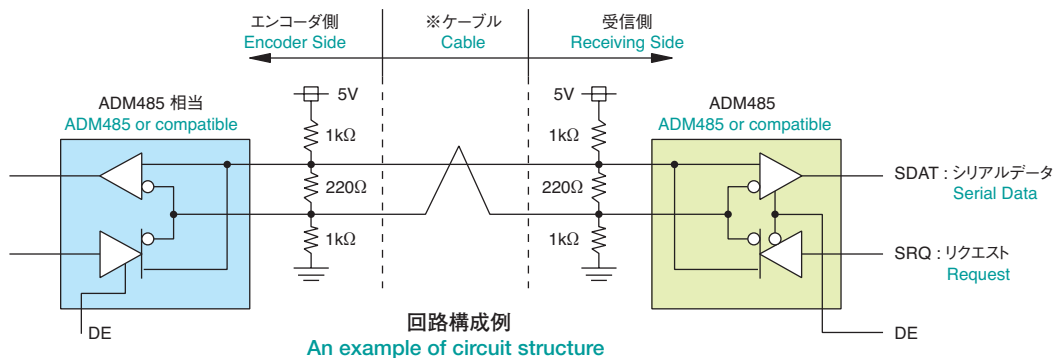 エンコーダ側
Encoder Side
※ケーブル
Cable
受信側
Receiving Side
ADM485 相当
ADM485 or compatible
5V
1kΩ
220Ω
1kΩ
DE
5V
1kΩ
220Ω
1kΩ
ADM485
ADM485 or compatible
SDAT : シリアルデータ
Serial Data
SRQ : リクエスト
Request
DE
回路構成例
An example of circuit structure